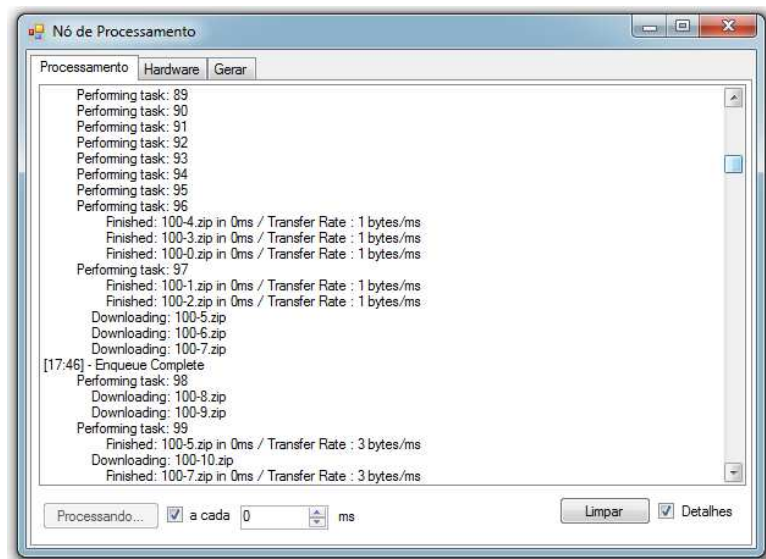 Nó de Processamento
Processamento Hardware Gerar
Performing task: 89
Performing task: 90
Performing task: 91
Performing task: 92
Performing task: 93
Performing task: 94
Performing task: 95
Performing task: 96
Finished: 100-4.zip in 0ms / Transfer Rate : 1 bytes/ms
Finished: 100-3.zip in 0ms / Transfer Rate : 1 bytes/ms
Finished: 100-0.zip in 0ms / Transfer Rate : 1 bytes/ms
Performing task: 97
Finished: 100-1.zip in 0ms / Transfer Rate : 1 bytes/ms
Finished: 100-2.zip in 0ms / Transfer Rate : 1 bytes/ms
Downloading: 100-5.zip
Downloading: 100-6.zip
Downloading: 100-7.zip
[17:46] - Enqueue Complete
Performing task: 98
Downloading: 100-8.zip
Downloading: 100-9.zip
Performing task: 99
Finished: 100-5.zip in 0ms / Transfer Rate : 3 bytes/ms
Downloading: 100-10.zip
Finished: 100-7.zip in 0ms / Transfer Rate : 3 bytes/ms
Processando... a cada 0 ms Limpar Detalhes